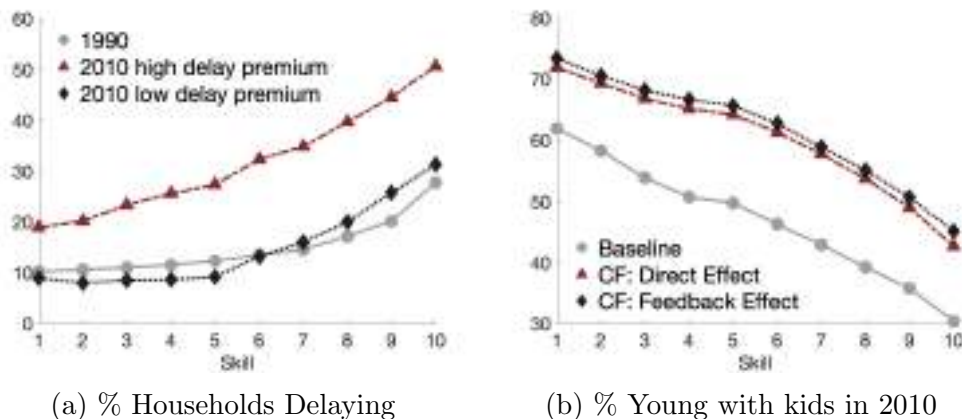 60
50
40
30
20
10
0
1990
2010 high delay premium
2010 low delay premium
1 2 3 4 5 6 7 8 9 10
Skill
(a) % Households Delaying
80
70
60
50
40
30
Baseline
CF: Direct Effect
CF: Feedback Effect
1 2 3 4 5 6 7 8 9 10
Skill
(b) % Young with kids in 2010